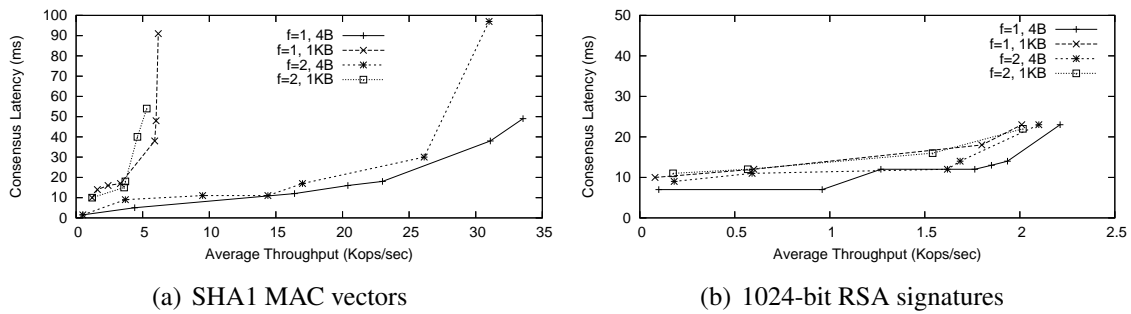 Consensus Latency (ms)
100
90
80
70
60
50
40
30
20
10
0
f=1, 4B
f=1, 1KB
f=2, 4B
f=2, 1KB
0 5 10 15 20 25 30 35
Average Throughput (Kops/sec)
(a) SHA1 MAC vectors
Consensus Latency (ms)
50
40
30
20
10
0
f=1, 4B
f=1, 1KB
f=2, 4B
f=2, 1KB
0 0.5 1 1.5 2 2.5
Average Throughput (Kops/sec)
(b) 1024-bit RSA signatures